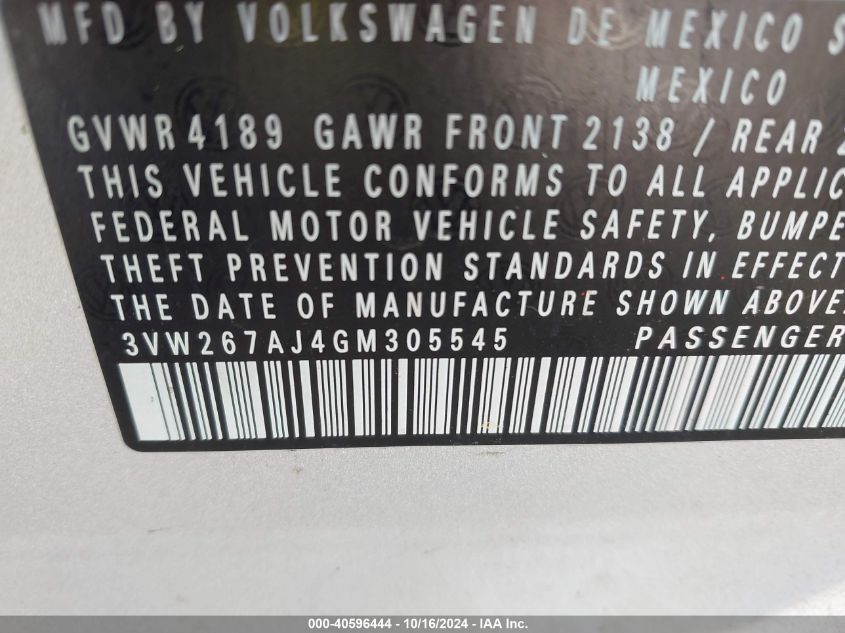 MFD BY VOLKSWAGEN DE MEXICO S
MEXICO
GVWR 4189 GAWR FRONT 2138 / REAR 2
THIS VEHICLE CONFORMS TO ALL APPLIC
FEDERAL MOTOR VEHICLE SAFETY, BUMPE
THEFT PREVENTION STANDARDS IN EFFECT
THE DATE OF MANUFACTURE SHOWN ABOVE.
3VW267AJ4GM305545 PASSENGER
000-40596444 - 10/16/2024 - IAA Inc.